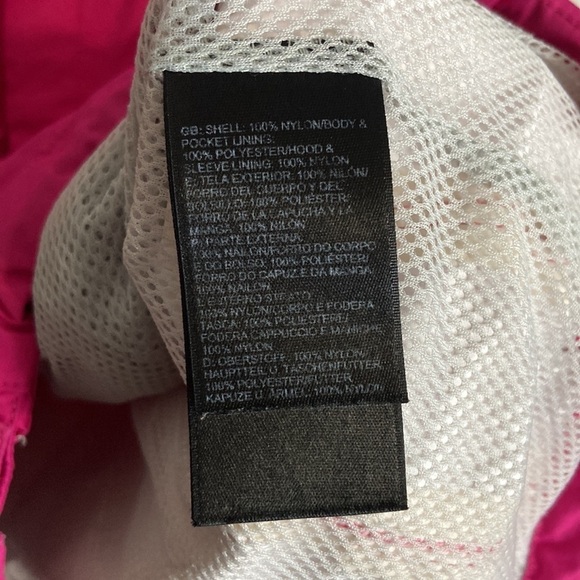 GB: SHELL: 100% NYLON/BODY &
POCKET LINING:
100% POLYESTER/HOOD &
SLEEVE LINING: 100% NYLON
E: TELA EXTERIOR: 100% NILÓN/
FORRO DEL CUERPO Y DEL
BOLSILLO: 100% POLIÉSTER/
FORRO DE LA CAPUCHA Y LA
MANGA: 100% NILÓN
P: PARTE EXTERNA:
100% NAILON/FORRO DO CORPO
E DO BOLSO: 100% POLIÉSTER/
FORRO DO CAPUZ E DA MANGA:
100% NAILON
I: ESTERNO STRATO:
100% NYLON/CORPO E FODERA
TASCA: 100% POLIESTERE/
FODERA CAPPUCCIO E MANICHE
100% NYLON
D: OBERSTOFF: 100% NYLON/
HAUPTTEIL U. TASCHENFUTTER:
100% POLYESTER/FUTTER
KAPUZE U. ÄRMEL: 100% NYLON